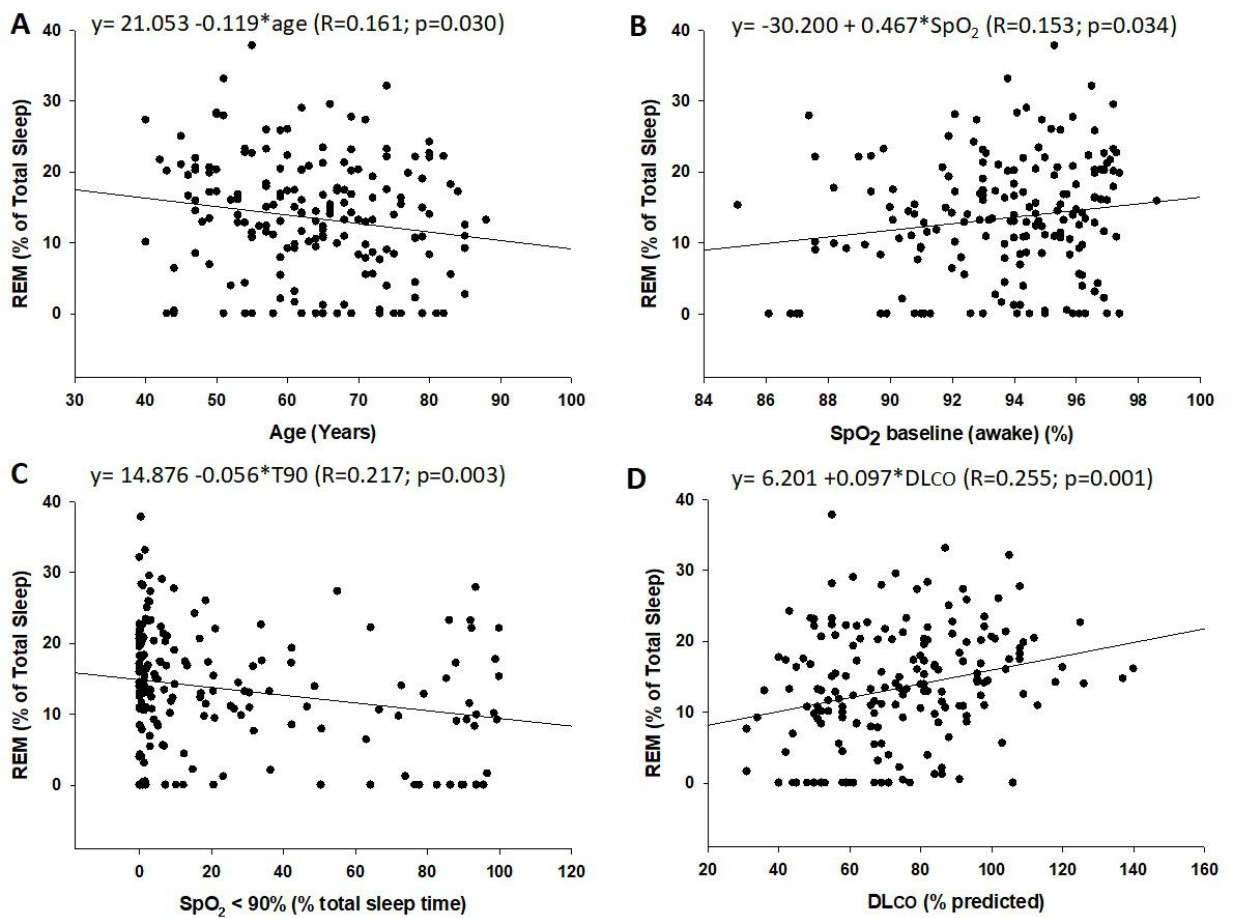 A
y= 21.053 -0.119*age (R=0.161; p=0.030)
REM (% of Total Sleep)
40
30
20
10
0
30 40 50 60 70 80 90 100
Age (Years)
B
y= -30.200 + 0.467*SpO₂ (R=0.153; p=0.034)
REM (% of Total Sleep)
40
30
20
10
0
84 86 88 90 92 94 96 98 100
SpO₂ baseline (awake) (%)
C
y= 14.876 -0.056*T90 (R=0.217; p=0.003)
REM (% of Total Sleep)
40
30
20
10
0
0 20 40 60 80 100 120
SpO₂ < 90% (% total sleep time)
D
y= 6.201 +0.097*DLCO (R=0.255; p=0.001)
REM (% of Total Sleep)
40
30
20
10
0
20 40 60 80 100 120 140 160
DLCO (% predicted)